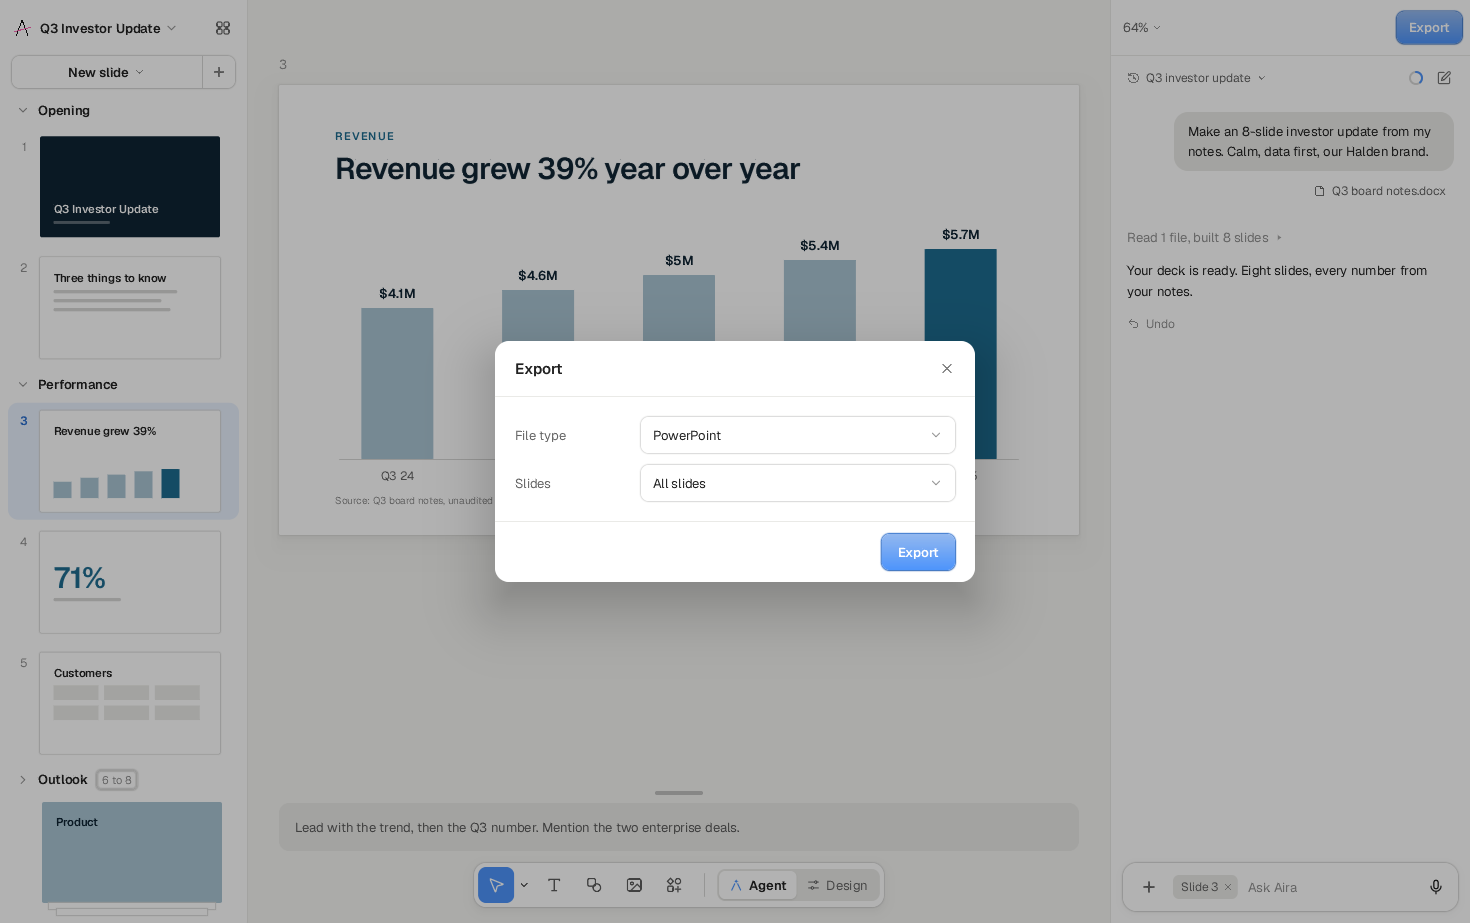 Q3 Investor Update
New slide
Opening
1
Q3 Investor Update
2
Three things to know
Performance
3
Revenue grew 39%
4
71%
5
Customers
Outlook
6 to 8
Product
3
REVENUE
Revenue grew 39% year over year
$4.1M
$4.6M
$5M
$5.4M
$5.7M
Q3 24
Source: Q3 board notes, unaudited
Export
File type
PowerPoint
Slides
All slides
Export
Lead with the trend, then the Q3 number. Mention the two enterprise deals.
Agent
Design
64%
Export
Q3 investor update
Make an 8-slide investor update from my
notes. Calm, data first, our Halden brand.
Q3 board notes.docx
Read 1 file, built 8 slides
Your deck is ready. Eight slides, every number from
your notes.
Undo
Slide 3
Ask Aira